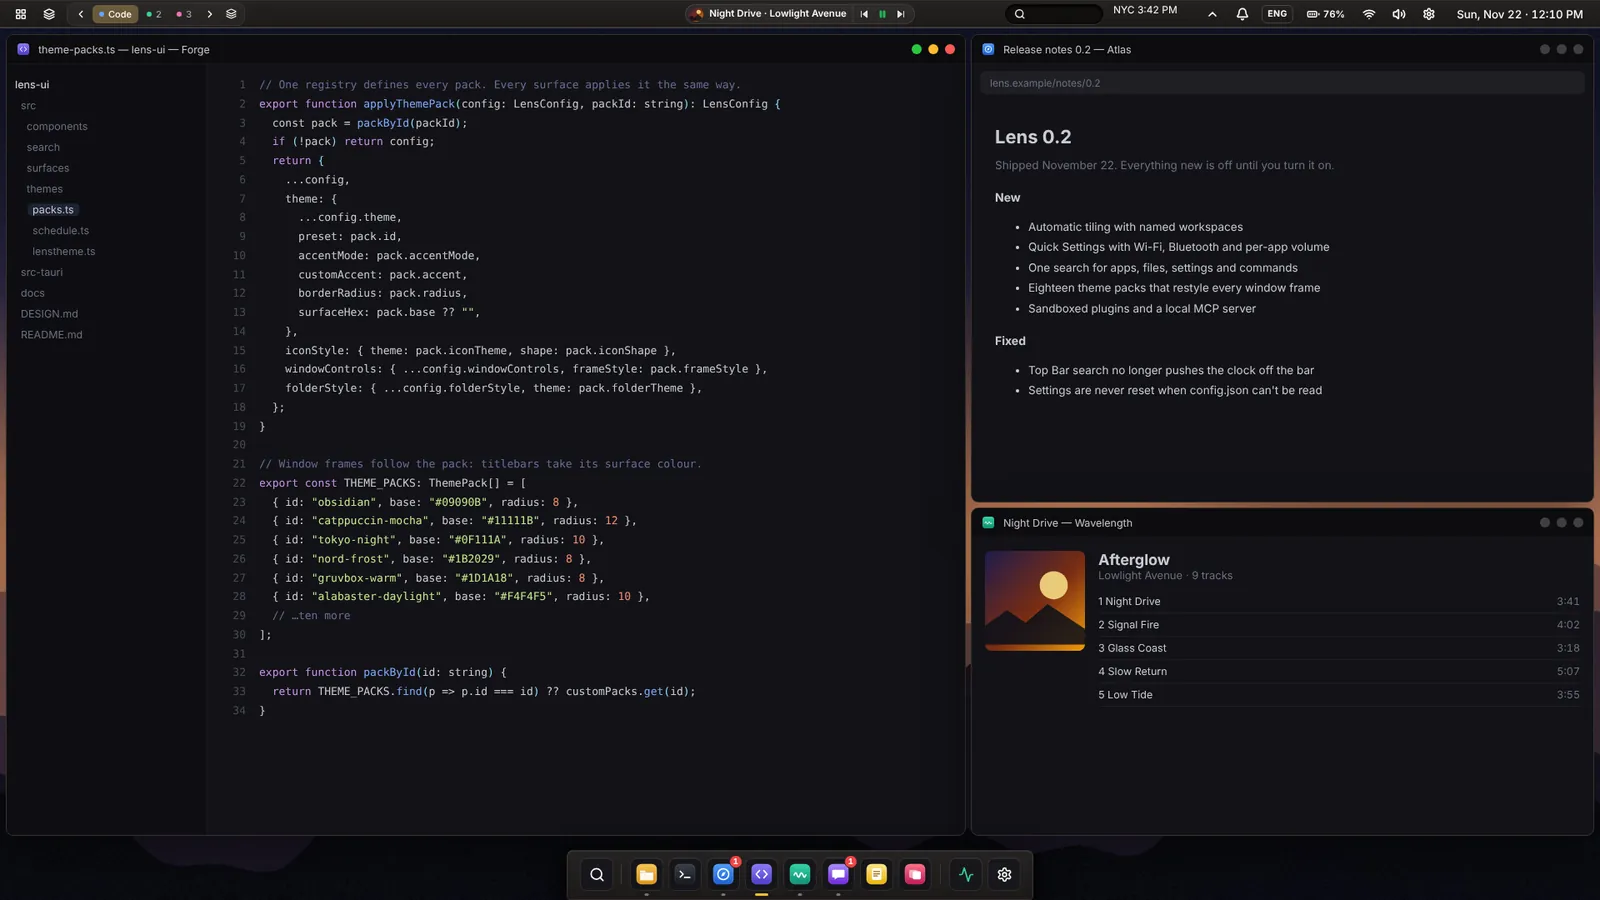 Code
2
3
Night Drive · Lowlight Avenue
NYC 3:42 PM
ENG
76%
Sun, Nov 22 · 12:10 PM
theme-packs.ts — lens-ui — Forge
lens-ui
src
components
search
surfaces
themes
packs.ts
schedule.ts
lenstheme.ts
src-tauri
docs
DESIGN.md
README.md
1 // One registry defines every pack. Every surface applies it the same way.
2 export function applyThemePack(config: LensConfig, packId: string): LensConfig {
3   const pack = packById(packId);
4   if (!pack) return config;
5   return {
6     ...config,
7     theme: {
8       ...config.theme,
9       preset: pack.id,
10       accentMode: pack.accentMode,
11       customAccent: pack.accent,
12       borderRadius: pack.radius,
13       surfaceHex: pack.base ?? "",
14     },
15     iconStyle: { theme: pack.iconTheme, shape: pack.iconShape },
16     windowControls: { ...config.windowControls, frameStyle: pack.frameStyle },
17     folderStyle: { ...config.folderStyle, theme: pack.folderTheme },
18   };
19 }
20
21 // Window frames follow the pack: titlebars take its surface colour.
22 export const THEME_PACKS: ThemePack[] = [
23   { id: "obsidian", base: "#09090B", radius: 8 },
24   { id: "catppuccin-mocha", base: "#11111B", radius: 12 },
25   { id: "tokyo-night", base: "#0F111A", radius: 10 },
26   { id: "nord-frost", base: "#1B2029", radius: 8 },
27   { id: "gruvbox-warm", base: "#1D1A18", radius: 8 },
28   { id: "alabaster-daylight", base: "#F4F4F5", radius: 10 },
29   // …ten more
30 ];
31
32 export function packById(id: string) {
33   return THEME_PACKS.find(p => p.id === id) ?? customPacks.get(id);
34 }
Release notes 0.2 — Atlas
lens.example/notes/0.2
Lens 0.2
Shipped November 22. Everything new is off until you turn it on.
New
• Automatic tiling with named workspaces
• Quick Settings with Wi-Fi, Bluetooth and per-app volume
• One search for apps, files, settings and commands
• Eighteen theme packs that restyle every window frame
• Sandboxed plugins and a local MCP server
Fixed
• Top Bar search no longer pushes the clock off the bar
• Settings are never reset when config.json can't be read
Night Drive — Wavelength
Afterglow
Lowlight Avenue · 9 tracks
1 Night Drive 3:41
2 Signal Fire 4:02
3 Glass Coast 3:18
4 Slow Return 5:07
5 Low Tide 3:55
1
1